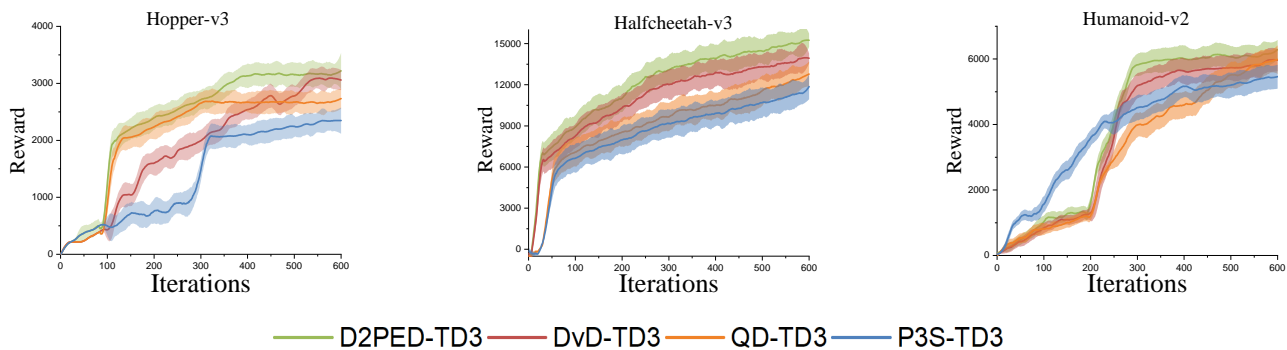 Hopper-v3
Reward
4000
3000
2000
1000
0
0 100 200 300 400 500 600
Iterations
Halfcheetah-v3
Reward
15000
12000
9000
6000
3000
0
0 100 200 300 400 500 600
Iterations
Humanoid-v2
Reward
6000
4000
2000
0
0 100 200 300 400 500 600
Iterations
D2PED-TD3 DvD-TD3 QD-TD3 P3S-TD3